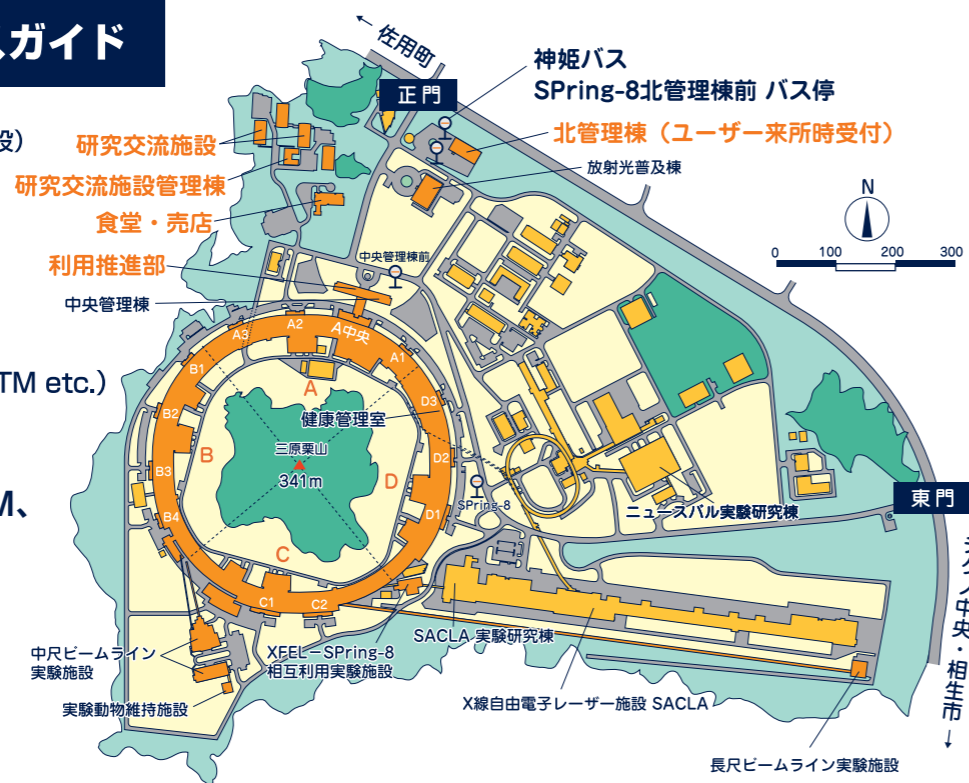 スガイド
佐用町
神姫バス
SPring-8北管理棟前 バス停
正門
設)
研究交流施設
北管理棟（ユーザー来所時受付）
放射光普及棟
研究交流施設管理棟
食堂・売店
N
0 100 200 300
利用推進部
中央管理棟前
中央管理棟
A3
A2
A中央
A1
B1
TM etc.)
A
D3
B2
健康管理室
三原栗山
341m
B
D
D2
B3
SPring-8
M、
ニュースバル実験研究棟
東門
B4
D1
C
C1
C2
テクノ中央・相生市
中尺ビームライン
実験施設
XFEL−SPring-8
相互利用実験施設
SACLA 実験研究棟
実験動物維持施設
X線自由電子レーザー施設 SACLA
長尺ビームライン実験施設